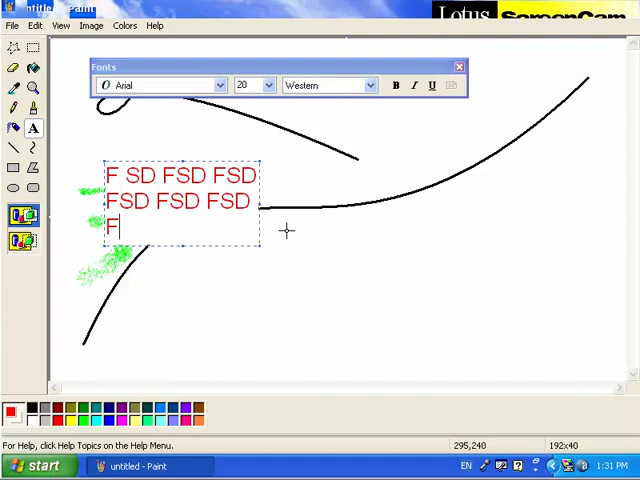 untitled - Paint
Lotus ScreenCam
File Edit View Image Colors Help
Fonts
Arial 20 Western B I U
A
F SD FSD FSD
FSD FSD FSD
F
For Help, click Help Topics on the Help Menu. 295,240 192x40
start untitled - Paint EN 1:31 PM